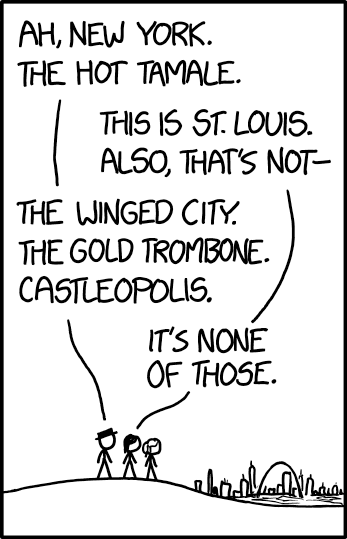 AH, NEW YORK.
THE HOT TAMALE.
THIS IS ST. LOUIS.
ALSO, THAT'S NOT—
THE WINGED CITY.
THE GOLD TROMBONE.
CASTLEOPOLIS.
IT'S NONE
OF THOSE.